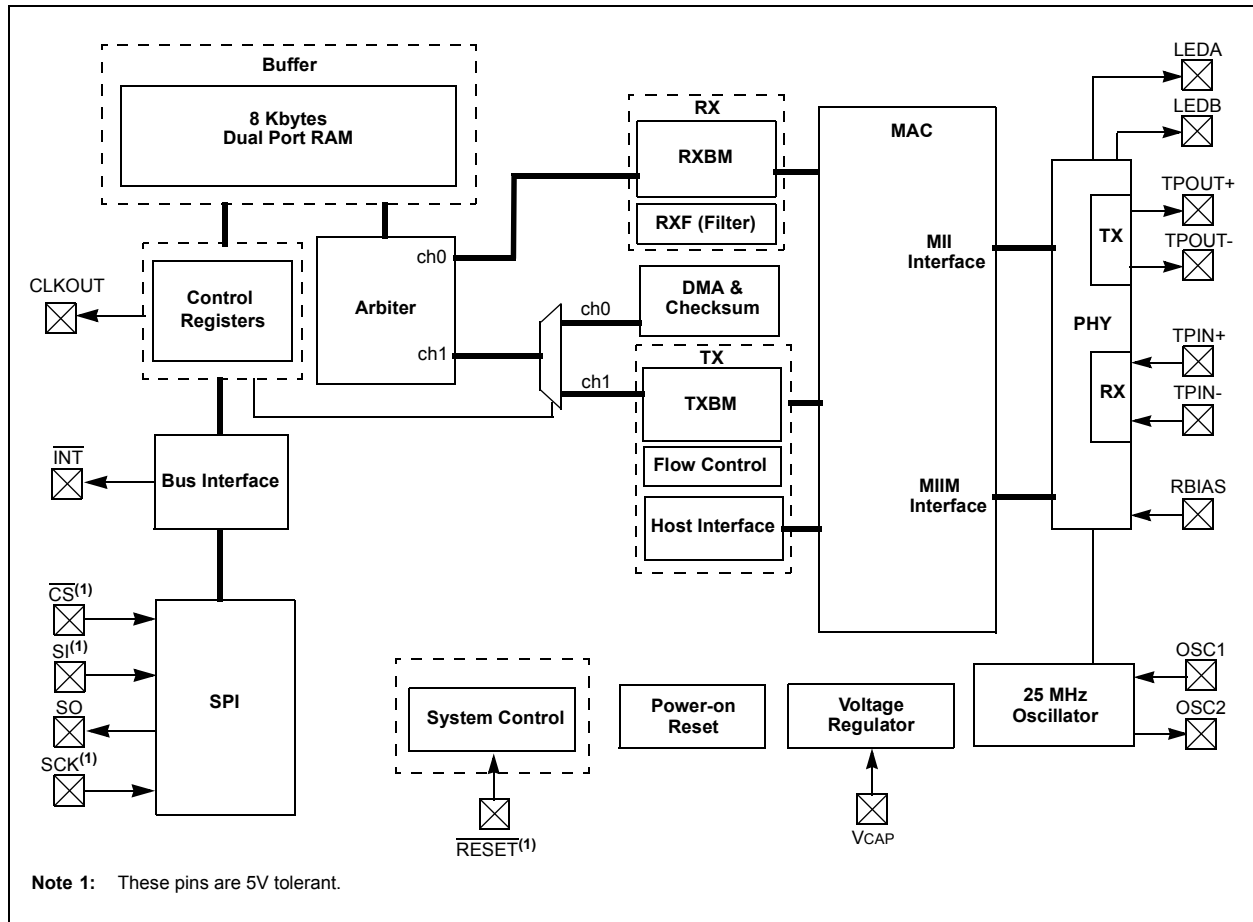 Buffer
8 Kbytes
Dual Port RAM
CLKOUT
Control
Registers
Arbiter
ch0
ch1
ch0
ch1
RX
RXBM
RXF (Filter)
DMA &
Checksum
TX
TXBM
Flow Control
Host Interface
MAC
MII
Interface
MIIM
Interface
PHY
TX
RX
LEDA
LEDB
TPOUT+
TPOUT-
TPIN+
TPIN-
RBIAS
INT
Bus Interface
CS(1)
SI(1)
SO
SCK(1)
SPI
System Control
RESET(1)
Power-on
Reset
Voltage
Regulator
VCAP
25 MHz
Oscillator
OSC1
OSC2
Note 1: These pins are 5V tolerant.